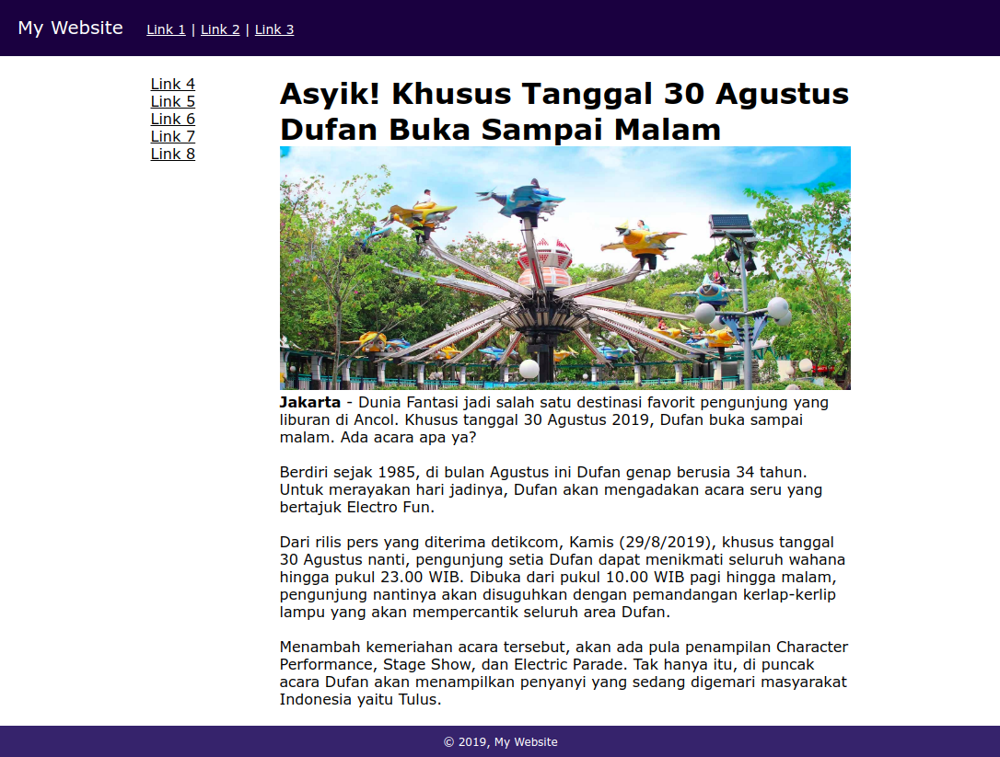 My Website Link 1 | Link 2 | Link 3
Link 4
Link 5
Link 6
Link 7
Link 8
Asyik! Khusus Tanggal 30 Agustus
Dufan Buka Sampai Malam
Jakarta - Dunia Fantasi jadi salah satu destinasi favorit pengunjung yang
liburan di Ancol. Khusus tanggal 30 Agustus 2019, Dufan buka sampai
malam. Ada acara apa ya?
Berdiri sejak 1985, di bulan Agustus ini Dufan genap berusia 34 tahun.
Untuk merayakan hari jadinya, Dufan akan mengadakan acara seru yang
bertajuk Electro Fun.
Dari rilis pers yang diterima detikcom, Kamis (29/8/2019), khusus tanggal
30 Agustus nanti, pengunjung setia Dufan dapat menikmati seluruh wahana
hingga pukul 23.00 WIB. Dibuka dari pukul 10.00 WIB pagi hingga malam,
pengunjung nantinya akan disuguhkan dengan pemandangan kerlap-kerlip
lampu yang akan mempercantik seluruh area Dufan.
Menambah kemeriahan acara tersebut, akan ada pula penampilan Character
Performance, Stage Show, dan Electric Parade. Tak hanya itu, di puncak
acara Dufan akan menampilkan penyanyi yang sedang digemari masyarakat
Indonesia yaitu Tulus.
© 2019, My Website